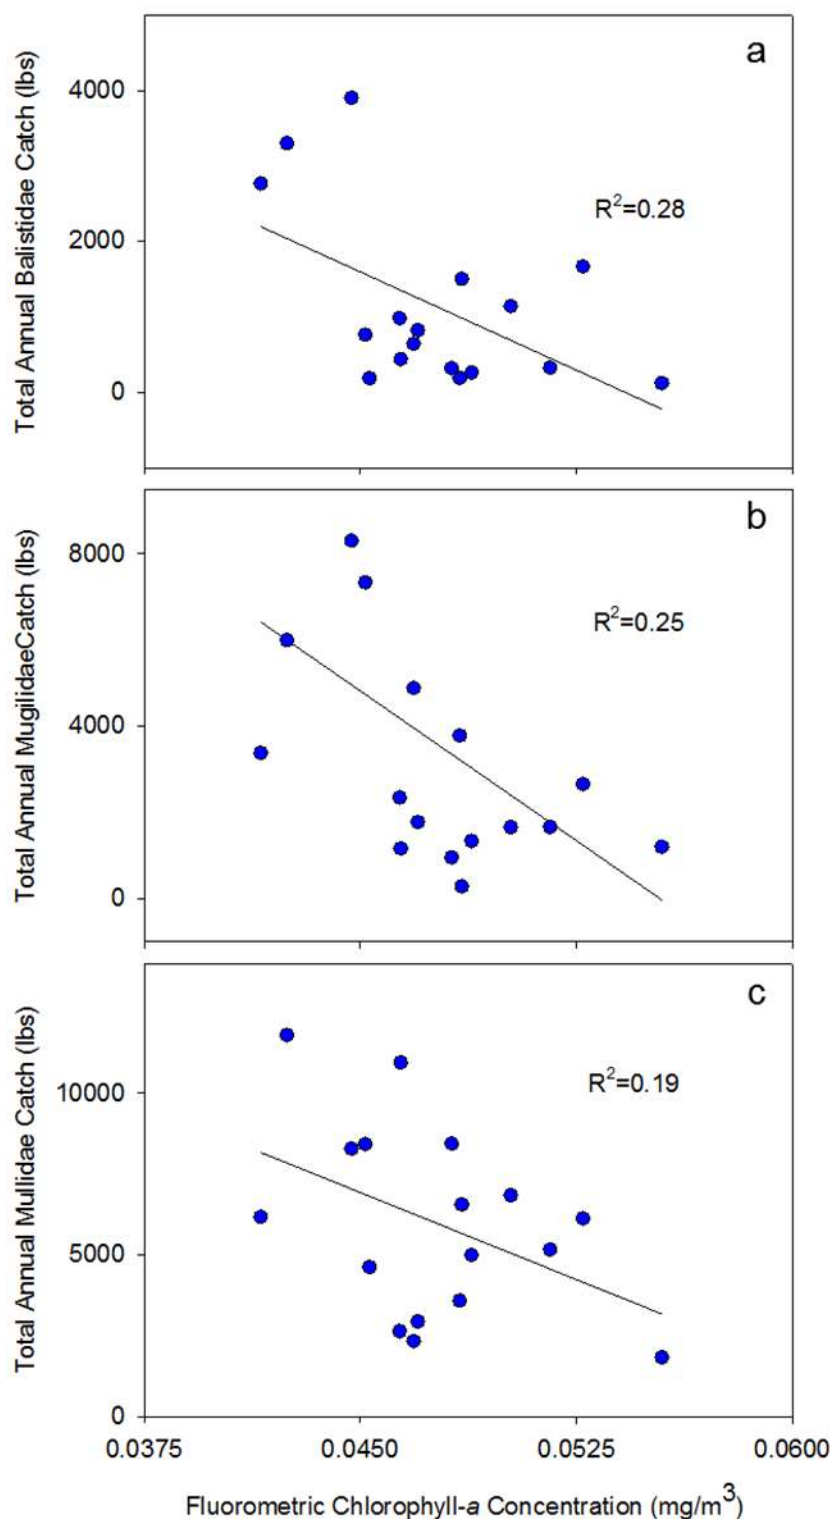 a
Total Annual Balistidae Catch (lbs)
4000
2000
0
R²=0.28
b
Total Annual MugilidaeCatch (lbs)
8000
4000
0
R²=0.25
c
Total Annual Mullidae Catch (lbs)
10000
5000
0
R²=0.19
0.0375 0.0450 0.0525 0.0600
Fluorometric Chlorophyll-a Concentration (mg/m³)